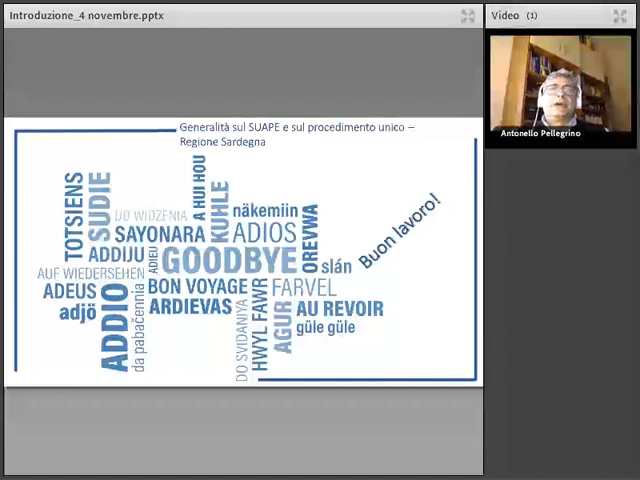 Introduzione_4 novembre.pptx
Video (1)
Antonello Pellegrino
Generalità sul SUAPE e sul procedimento unico –
Regione Sardegna
TOTSIENS
SUDIE
DO WIDZENIA
A HUI HOU
KUHLE
näkemiin
SAYONARA
ADIOS
OREVWA
Buon lavoro!
ADDIJU
ADIEU
GOODBYE
slán
AUF WIEDERSEHEN
ADEUS
BON VOYAGE
FARVEL
adjö
ADDIO
da pabačennia
ARDIEVAS
DO SVIDANIYA
HWYL FAWR
AGUR
AU REVOIR
güle güle